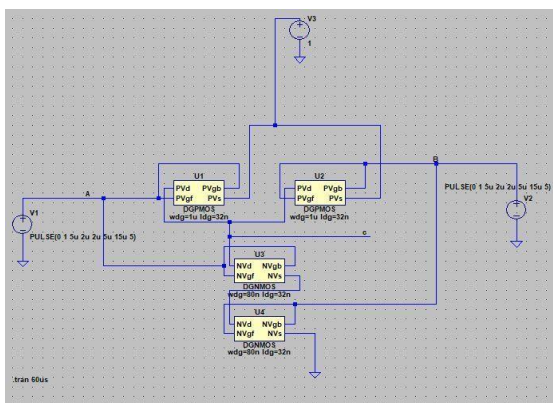 V3
1
A
U1
PVd PVgb
PVgf PVs
DGPMOS
wdg=1u ldg=32n
U2
PVd PVgb
PVgf PVs
DGPMOS
wdg=1u ldg=32n
B
PULSE(0 1 5u 2u 2u 5u 15u 5)
V2
V1
PULSE(0 1 5u 2u 2u 5u 15u 5)
c
U3
NVd NVgb
NVgf NVs
DGNMOS
wdg=80n ldg=32n
U4
NVd NVgb
NVgf NVs
DGNMOS
wdg=80n ldg=32n
.tran 60us